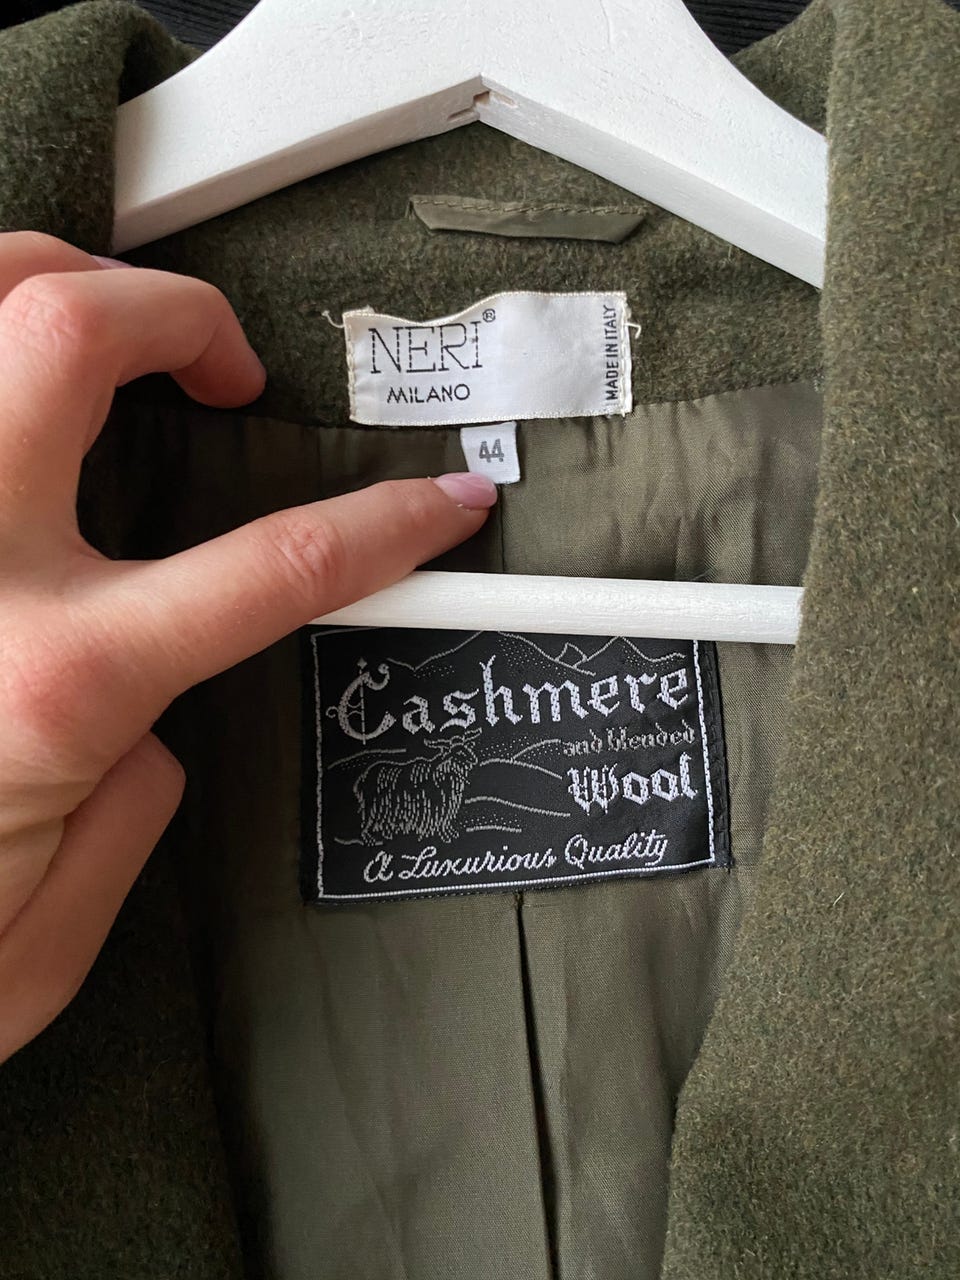 NERI®
MILANO
MADE IN ITALY
44
Cashmere
and blended
Wool
A Luxurious Quality